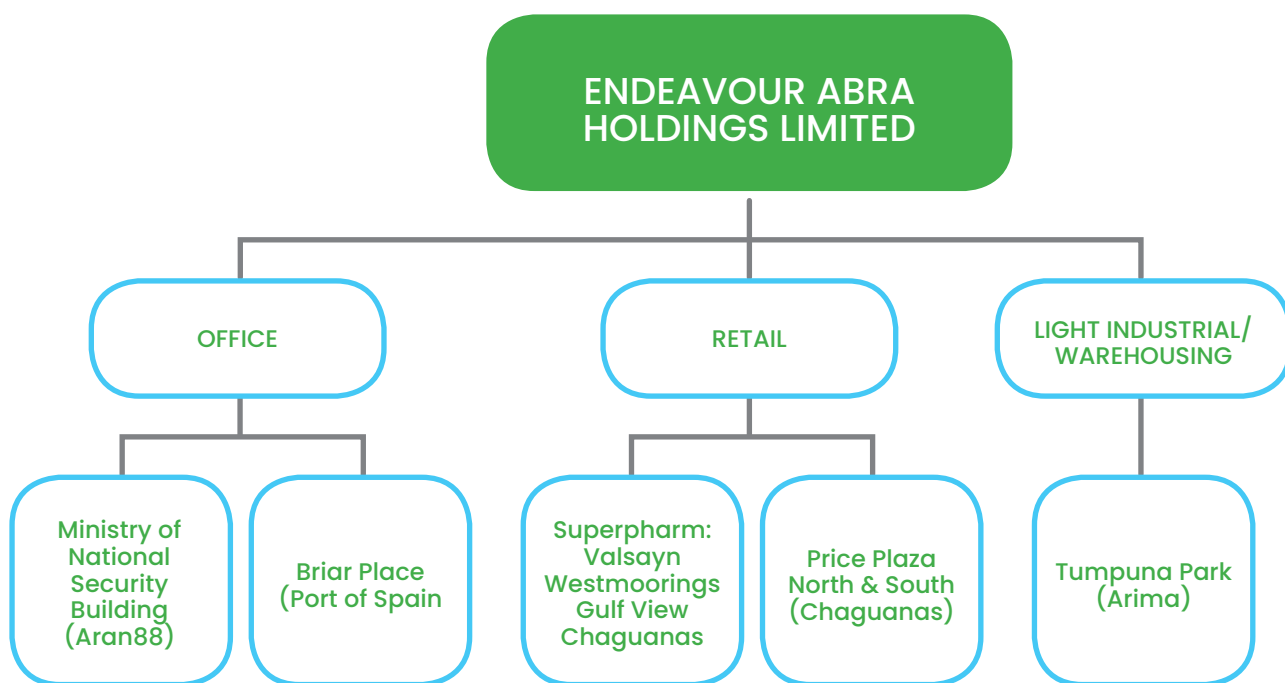 ENDEAVOUR ABRA
HOLDINGS LIMITED
OFFICE
RETAIL
LIGHT INDUSTRIAL/
WAREHOUSING
Ministry of
National
Security
Building
(Aran88)
Briar Place
(Port of Spain
Superpharm:
Valsayn
Westmoorings
Gulf View
Chaguanas
Price Plaza
North & South
(Chaguanas)
Tumpuna Park
(Arima)